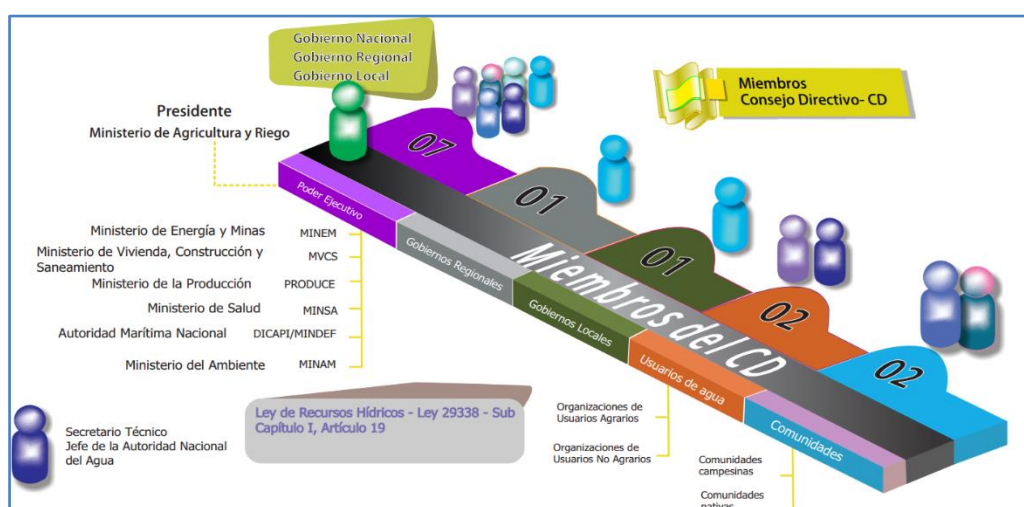 Gobierno Nacional
Gobierno Regional
Gobierno Local
Miembros
Consejo Directivo- CD
Presidente
Ministerio de Agricultura y Riego
07
01
01
02
02
Poder Ejecutivo
Gobiernos Regionales
Gobiernos Locales
Usuarios de agua
Comunidades
Miembros del CD
Ministerio de Energía y Minas MINEM
Ministerio de Vivienda, Construcción y
Saneamiento MVCS
Ministerio de la Producción PRODUCE
Ministerio de Salud MINSA
Autoridad Marítima Nacional DICAPI/MINDEF
Ministerio del Ambiente MINAM
Ley de Recursos Hídricos - Ley 29338 - Sub
Capítulo I, Artículo 19
Secretario Técnico
Jefe de la Autoridad Nacional
del Agua
Organizaciones de
Usuarios Agrarios
Organizaciones de
Usuarios No Agrarios
Comunidades
campesinas
Comunidades
nativas